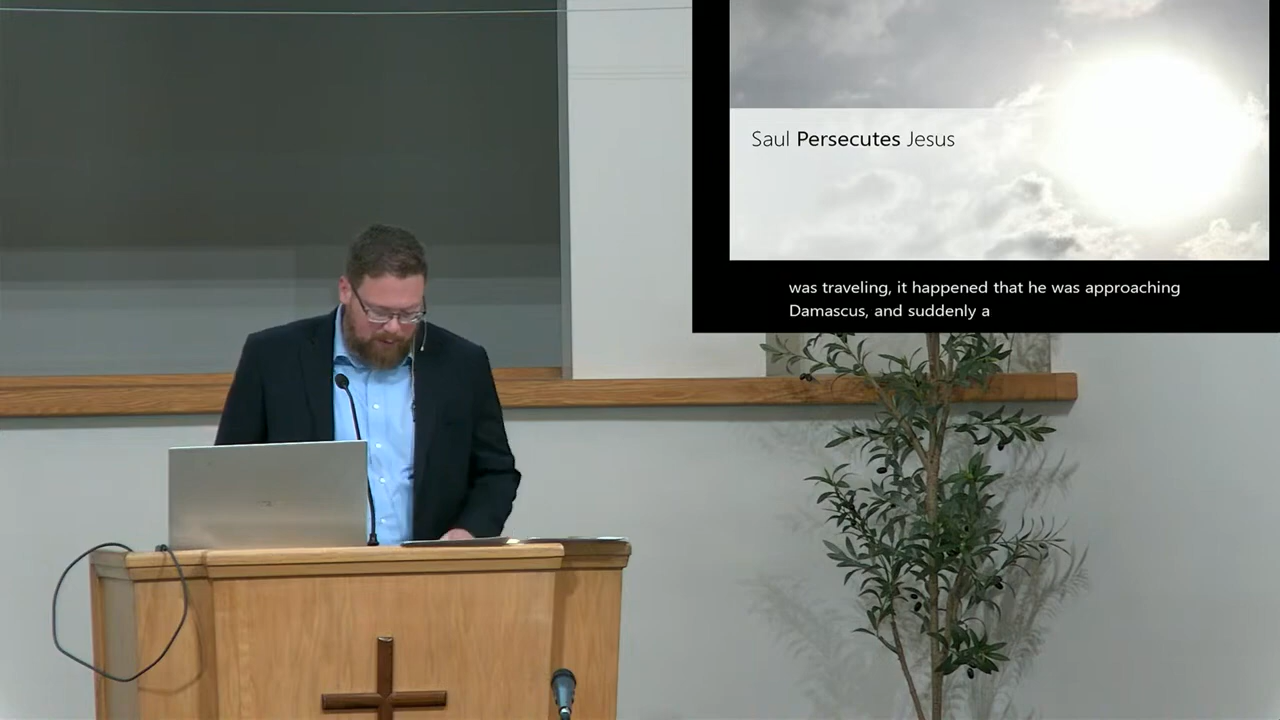 Saul Persecutes Jesus
was traveling, it happened that he was approaching
Damascus, and suddenly a